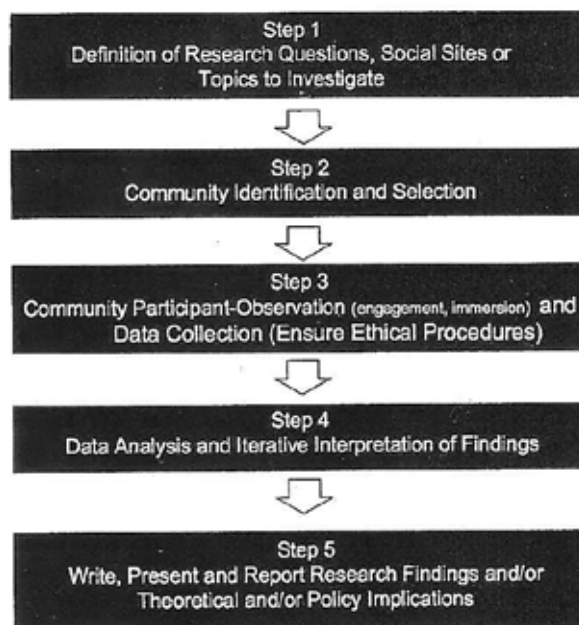 Step 1
Definition of Research Questions, Social Sites or
Topics to Investigate
Step 2
Community Identification and Selection
Step 3
Community Participant-Observation (engagement, immersion) and
Data Collection (Ensure Ethical Procedures)
Step 4
Data Analysis and Iterative Interpretation of Findings
Step 5
Write, Present and Report Research Findings and/or
Theoretical and/or Policy Implications